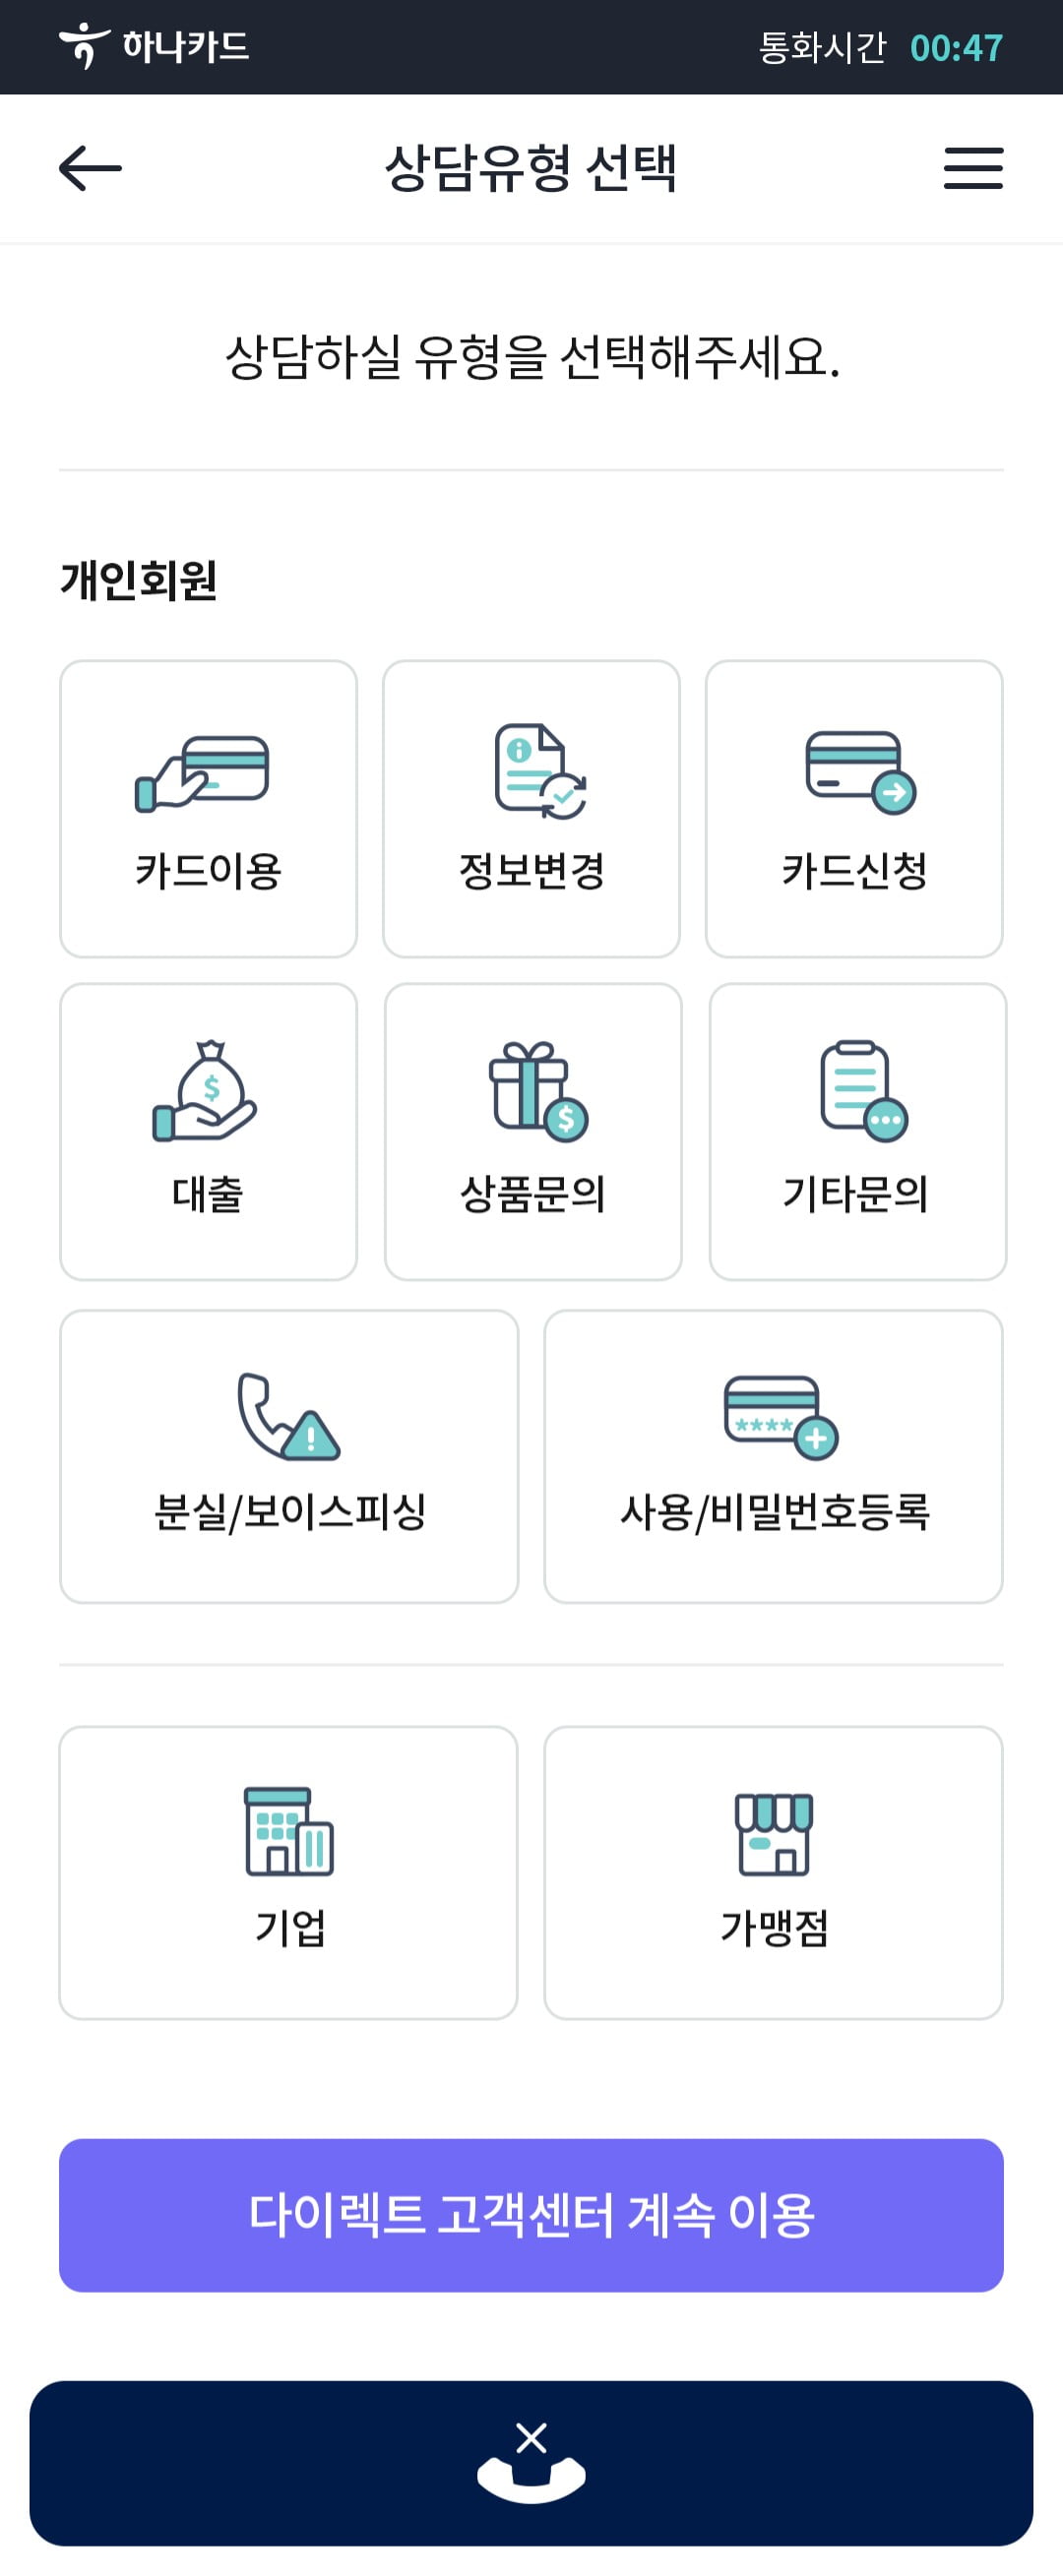 하나카드
통화시간 00:47
상담유형 선택
상담하실 유형을 선택해주세요.
개인회원
카드이용
정보변경
카드신청
$
대출
$
상품문의
기타문의
분실/보이스피싱
****
사용/비밀번호등록
기업
가맹점
다이렉트 고객센터 계속 이용